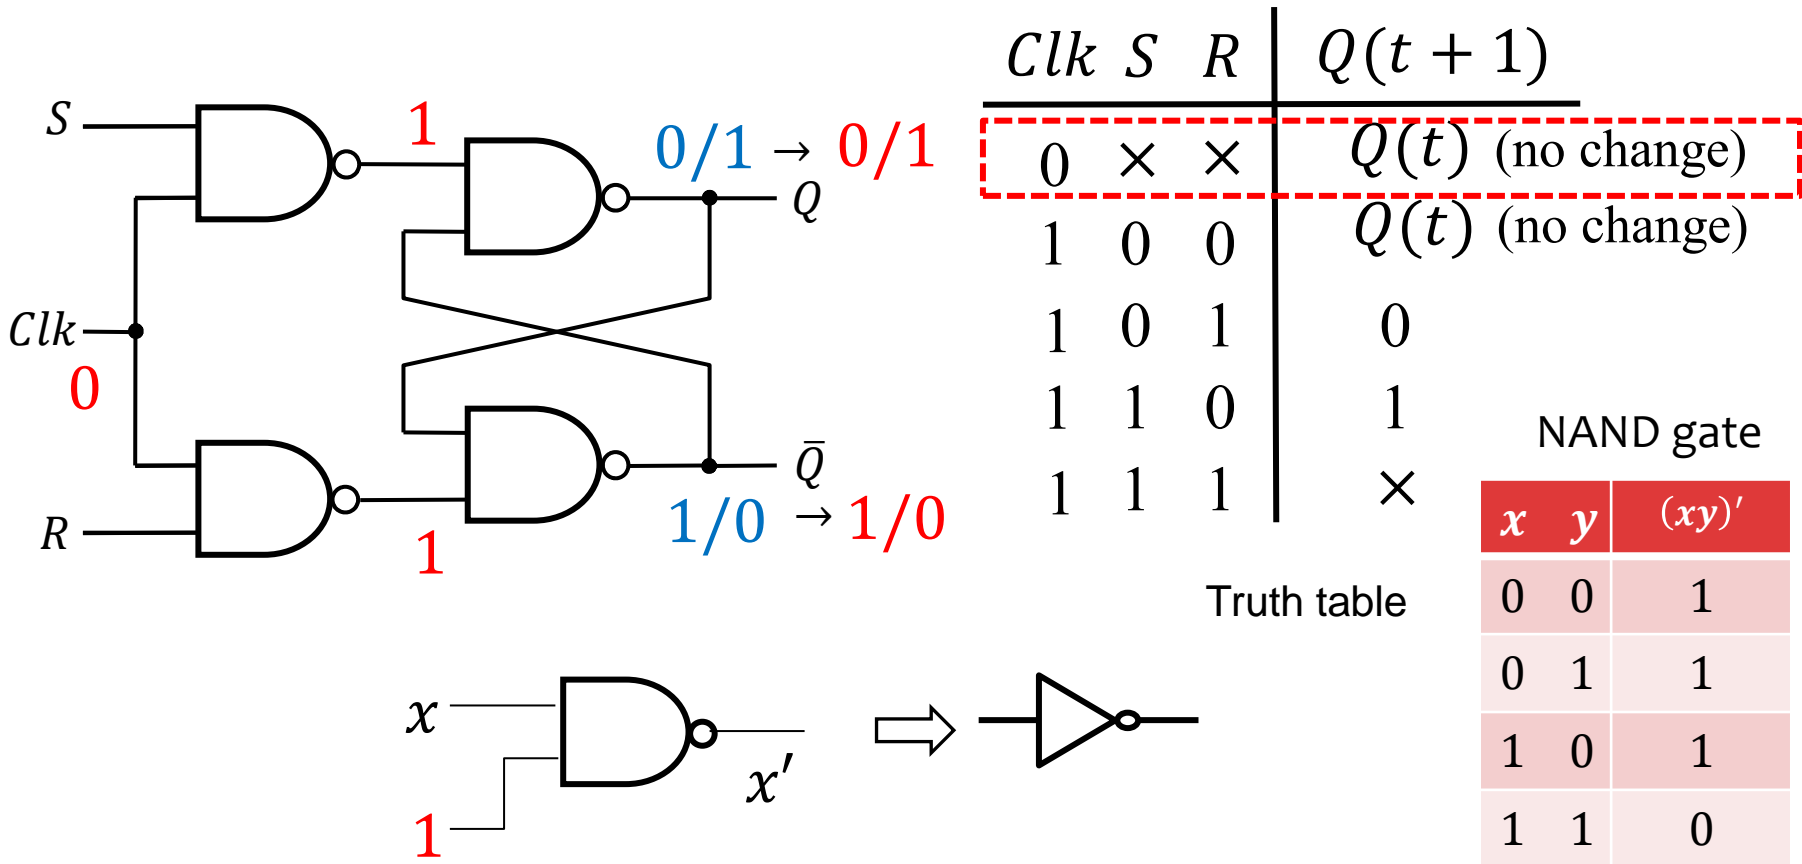 S
1
0/1 → 0/1
Q
Clk
0
Q̄
1/0 → 1/0
R
1
Clk S R Q(t + 1)
0 × × Q(t) (no change)
1 0 0 Q(t) (no change)
1 0 1 0
1 1 0 1
1 1 1 ×
Truth table
NAND gate
x y (xy)′
0 0 1
0 1 1
1 0 1
1 1 0
x
1
x′